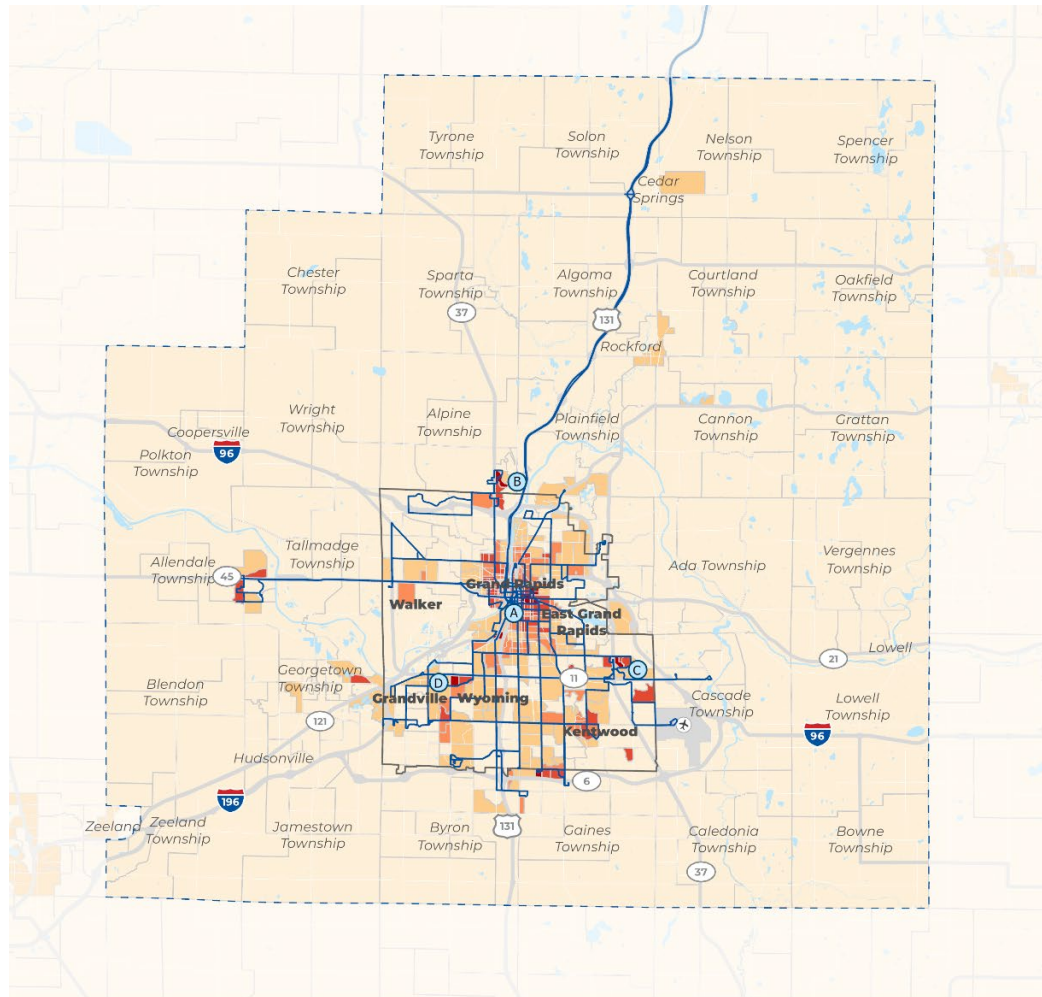 Tyrone
Township
Solon
Township
Nelson
Township
Spencer
Township
Cedar
Springs
Chester
Township
Sparta
Township
37
Algoma
Township
131
Courtland
Township
Oakfield
Township
Rockford
Wright
Township
Alpine
Township
Plainfield
Township
Cannon
Township
Grattan
Township
Coopersville
96
Polkton
Township
B
Allendale
Township
45
Tallmadge
Township
Grand Rapids
Ada Township
Vergennes
Township
Walker
A
East Grand
Rapids
21
Lowell
Blendon
Township
Georgetown
Township
D
11
C
Grandville
Wyoming
Cascade
Township
Lowell
Township
121
Kentwood
96
Hudsonville
6
196
Zeeland
Zeeland
Township
Jamestown
Township
Byron
Township
131
Gaines
Township
Caledonia
Township
37
Bowne
Township